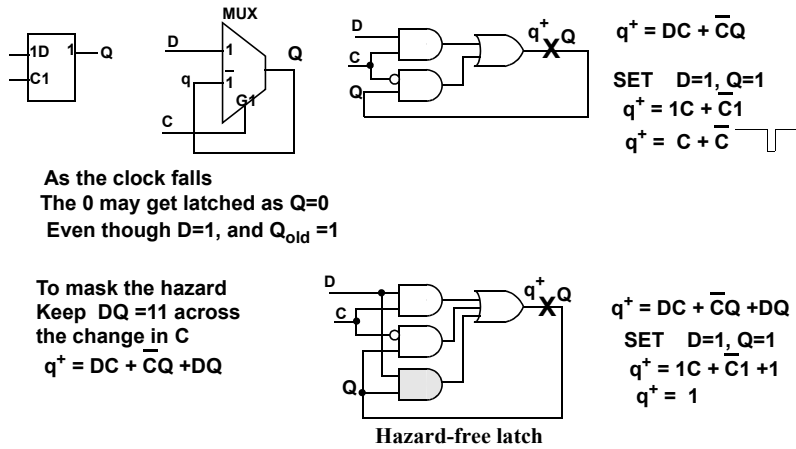 1D 1 Q
C1
MUX
D 1 Q
q 1̅
G1
C
D
C
Q
q⁺ Q
q⁺ = DC + C̅Q
SET D=1, Q=1
q⁺ = 1C + C̅1
q⁺ = C + C̅
As the clock falls
The 0 may get latched as Q=0
Even though D=1, and Q_old =1
To mask the hazard
Keep DQ =11 across
the change in C
q⁺ = DC + C̅Q +DQ
D
C
Q
q⁺ Q
Hazard-free latch
q⁺ = DC + C̅Q +DQ
SET D=1, Q=1
q⁺ = 1C + C̅1 +1
q⁺ = 1